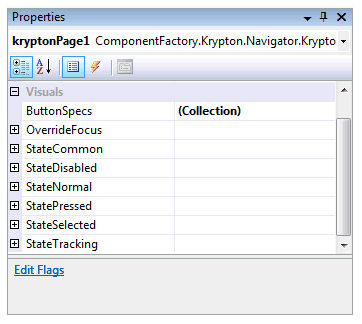 Properties
kryptonPage1 ComponentFactory.Krypton.Navigator.Krypto
Visuals
ButtonSpecs (Collection)
OverrideFocus
StateCommon
StateDisabled
StateNormal
StatePressed
StateSelected
StateTracking
Edit Flags